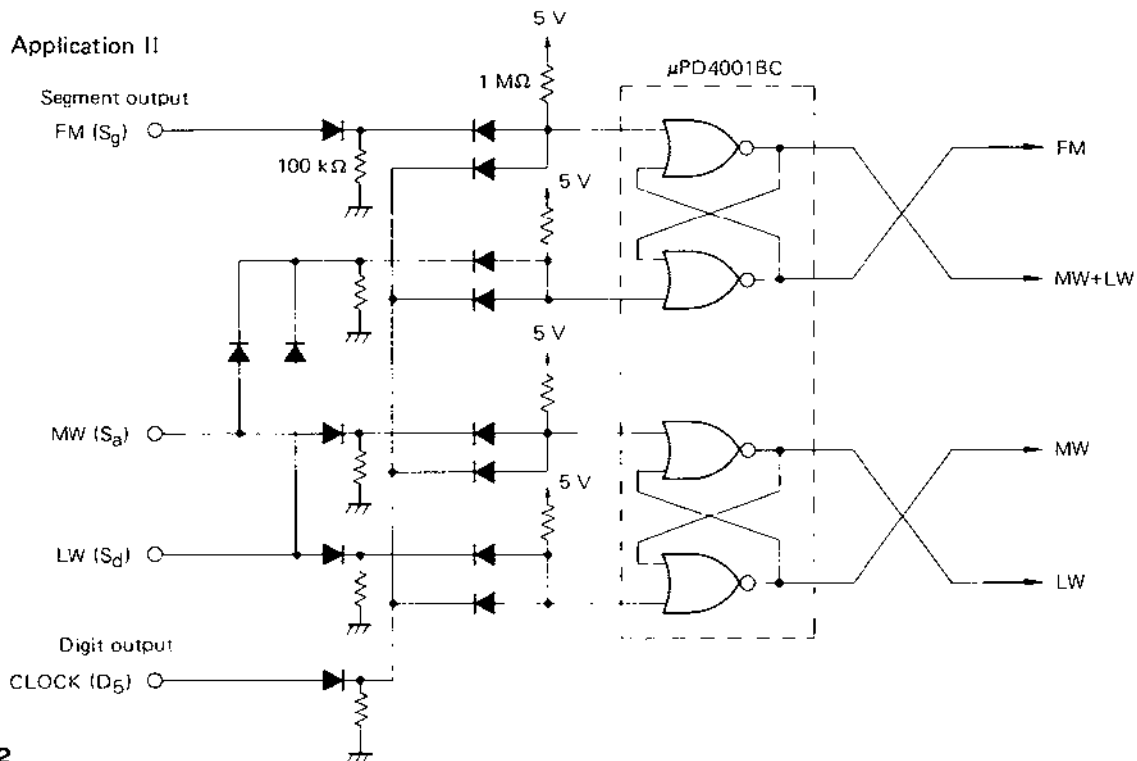 Application II
5 V
1 MΩ
μPD4001BC
Segment output
FM (Sg)
100 kΩ
5 V
FM
MW+LW
5 V
MW (Sa)
MW
5 V
LW (Sd)
LW
Digit output
CLOCK (D5)
2